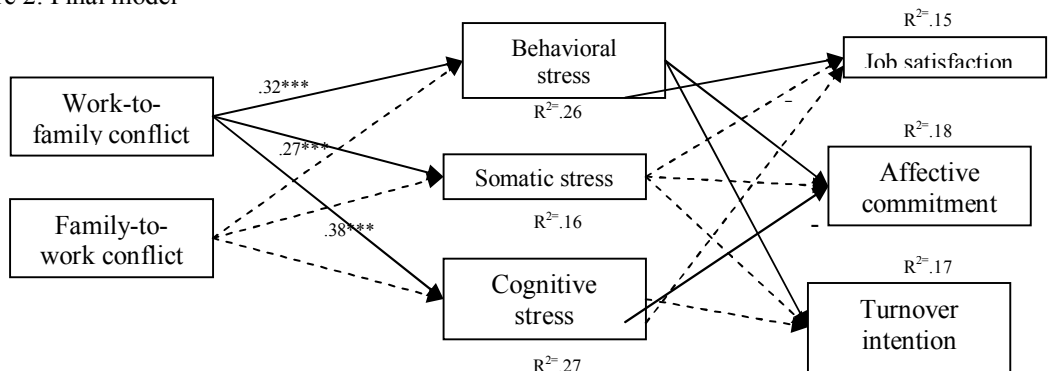 e 2: Final model
R²⁼.15
Behavioral
stress
Job satisfaction
.32***
Work-to-
family conflict
R²⁼.26
R²⁼.18
.27***
Somatic stress
Affective
commitment
Family-to-
work conflict
R²⁼.16
.38***
R²⁼.17
Cognitive
stress
Turnover
intention
R²⁼.27